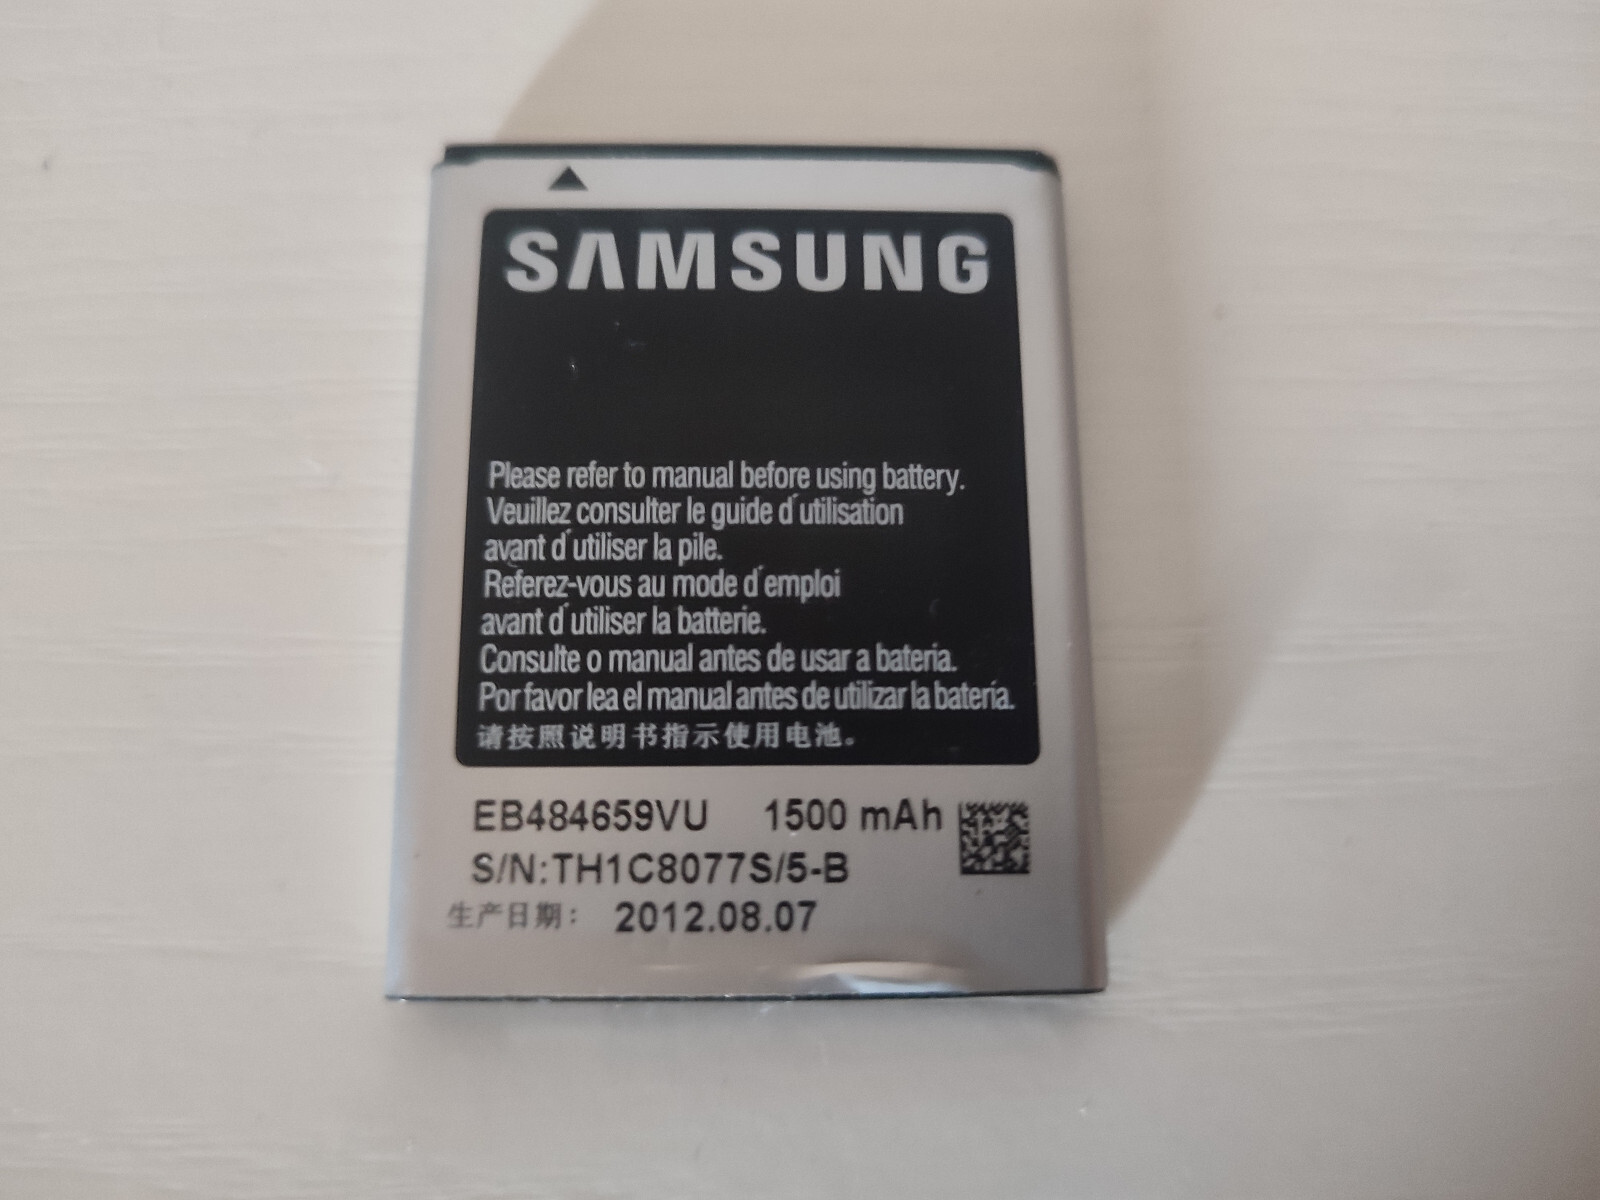 SAMSUNG
Please refer to manual before using battery.
Veuillez consulter le guide d´utilisation
avant d´utiliser la pile.
Referez-vous au mode d´emploi
avant d´utiliser la batterie.
Consulte o manual antes de usar a bateria.
Por favor lea el manual antes de utilizar la batería.
请按照说明书指示使用电池。
EB484659VU 1500 mAh
S/N:TH1C8077S/5-B
生产日期： 2012.08.07